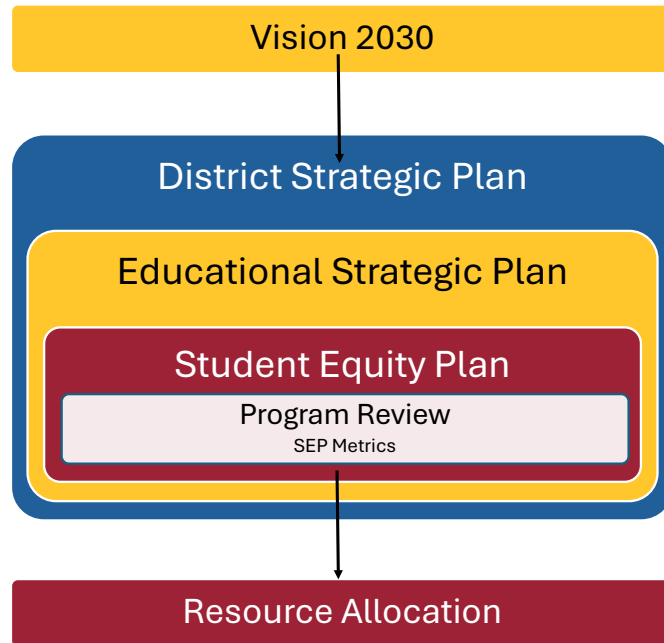 Vision 2030
District Strategic Plan
Educational Strategic Plan
Student Equity Plan
Program Review
SEP Metrics
Resource Allocation